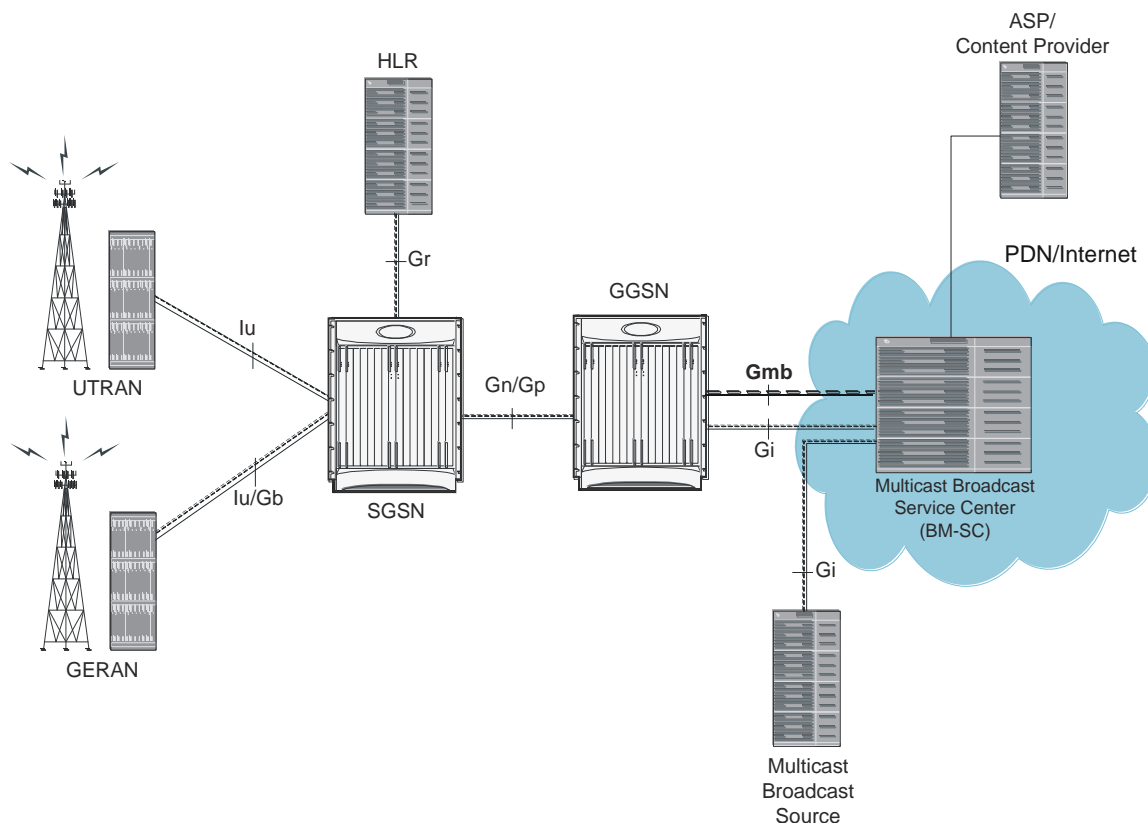 ASP/
Content Provider
HLR
PDN/Internet
Gr
GGSN
Iu
UTRAN
Gn/Gp
Gmb
Gi
Iu/Gb
SGSN
Multicast Broadcast
Service Center
(BM-SC)
Gi
GERAN
Multicast
Broadcast
Source